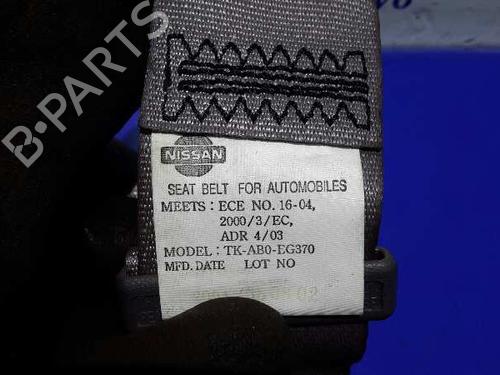 B-PARTS
NISSAN
SEAT BELT FOR AUTOMOBILES
MEETS: ECE NO. 16-04,
2000/3/EC,
ADR 4/03
MODEL: TK-AB0-EG370
MFD. DATE LOT NO